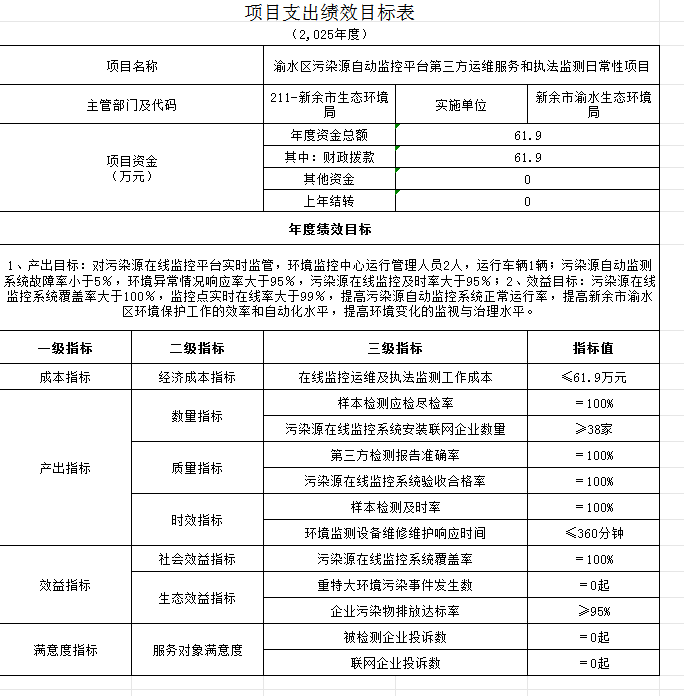 项目支出绩效目标表
（2,025年度）
项目名称 渝水区污染源自动监控平台第三方运维服务和执法监测日常性项目
主管部门及代码 211-新余市生态环境局 实施单位 新余市渝水生态环境局
项目资金
（万元）
年度资金总额 61.9
其中：财政拨款 61.9
其他资金 0
上年结转 0
年度绩效目标
1、产出目标：对污染源在线监控平台实时监管，环境监控中心运行管理人员2人，运行车辆1辆；污染源自动监测
系统故障率小于5%，环境异常情况响应率大于95%，污染源在线监控及时率大于95%；2、效益目标：污染源在线
监控系统覆盖率大于100%，监控点实时在线率大于99%，提高污染源自动监控系统正常运行率，提高新余市渝水
区环境保护工作的效率和自动化水平，提高环境变化的监视与治理水平。
一级指标 二级指标 三级指标 指标值
成本指标 经济成本指标 在线监控运维及执法监测工作成本 ≤61.9万元
产出指标 数量指标 样本检测应检尽检率 ＝100%
污染源在线监控系统安装联网企业数量 ≥38家
质量指标 第三方检测报告准确率 ＝100%
污染源在线监控系统验收合格率 ＝100%
时效指标 样本检测及时率 ＝100%
环境监测设备维修维护响应时间 ≤360分钟
效益指标 社会效益指标 污染源在线监控系统覆盖率 ＝100%
生态效益指标 重特大环境污染事件发生数 ＝0起
企业污染物排放达标率 ≥95%
满意度指标 服务对象满意度 被检测企业投诉数 ＝0起
联网企业投诉数 ＝0起